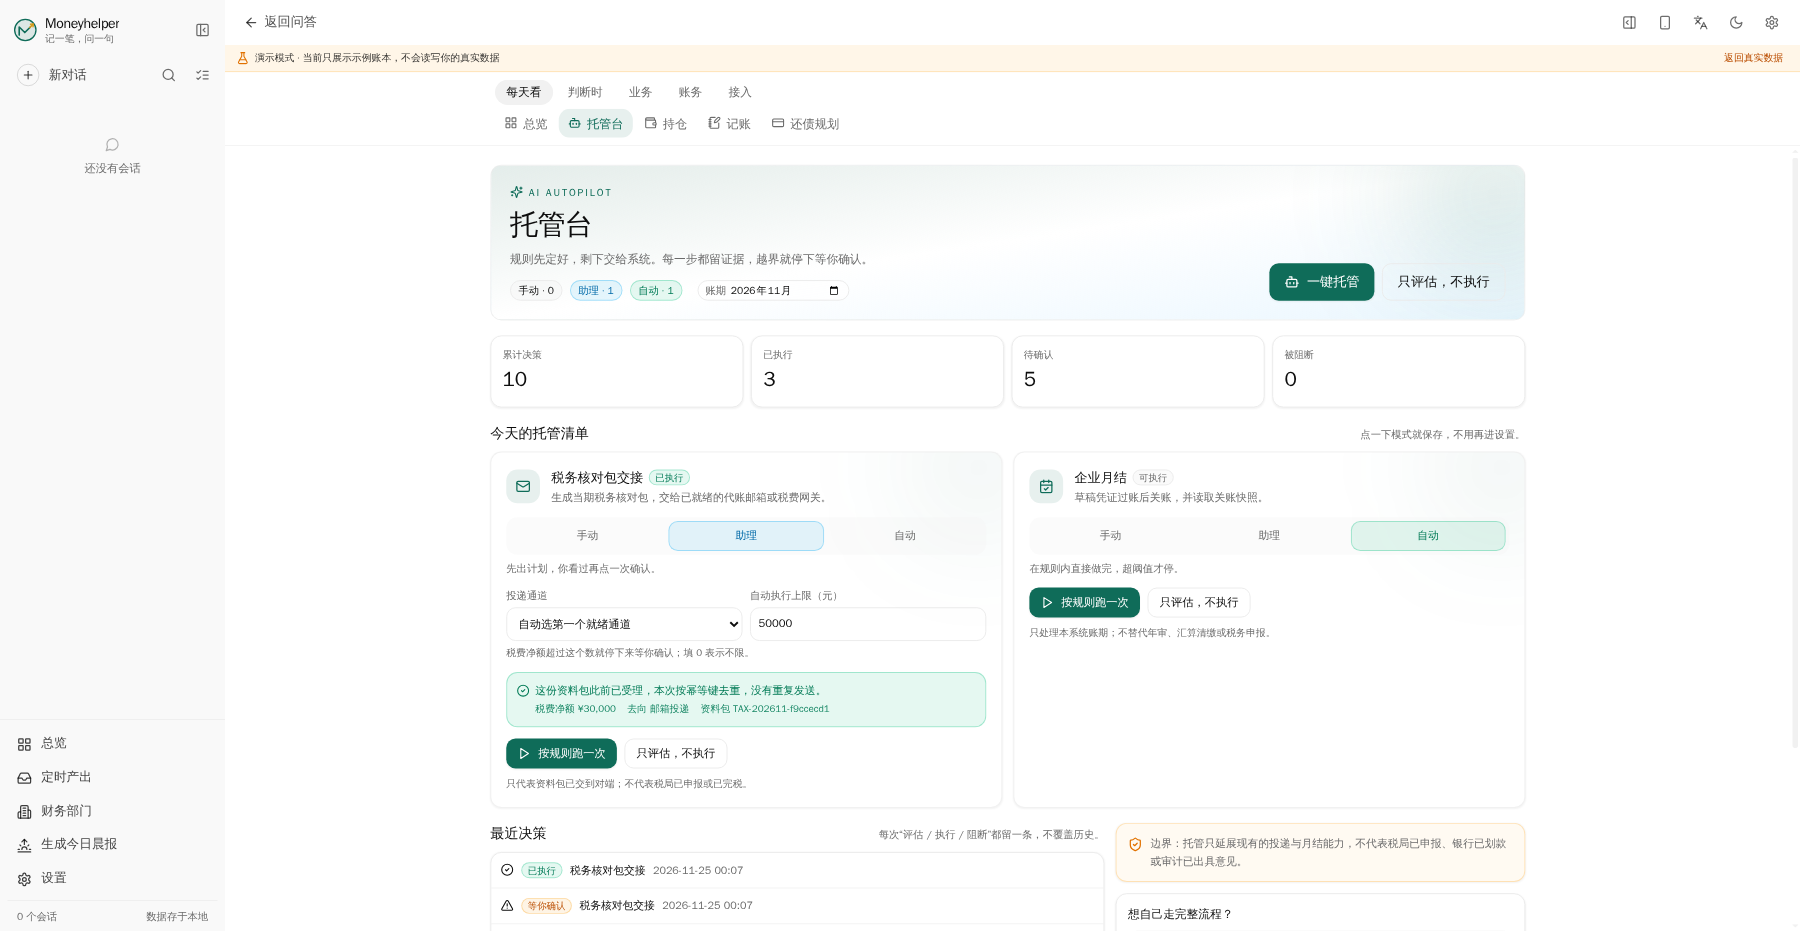 Moneyhelper
记一笔，问一句
新对话
还没有会话
总览
定时产出
财务部门
生成今日晨报
设置
0 个会话
数据存于本地
返回问答
演示模式 · 当前只展示示例账本，不会读写你的真实数据
返回真实数据
每天看 判断时 业务 账务 接入
总览 托管台 持仓 记账 还债规划
AI AUTOPILOT
托管台
规则先定好，剩下交给系统。每一步都留证据，越界就停下等你确认。
手动 · 0 助理 · 1 自动 · 1 账期 2026年11月
一键托管 只评估，不执行
累计决策 已执行 待确认 被阻断
10 3 5 0
今天的托管清单
点一下模式就保存，不用再进设置。
税务核对包交接 已执行
生成当期税务核对包，交给已就绪的代账邮箱或税费网关。
手动 助理 自动
先出计划，你看过再点一次确认。
投递通道 自动执行上限（元）
自动选第一个就绪通道 50000
税费净额超过这个数就停下来等你确认；填 0 表示不限。
这份资料包此前已受理，本次按幂等键去重，没有重复发送。
税费净额 ¥30,000 去向 邮箱投递 资料包 TAX-202611-f9ccecd1
按规则跑一次 只评估，不执行
只代表资料包已交到对端；不代表税局已申报或已完税。
企业月结 可执行
草稿凭证过账后关账，并读取关账快照。
手动 助理 自动
在规则内直接做完，超阈值才停。
按规则跑一次 只评估，不执行
只处理本系统账期；不替代年审、汇算清缴或税务申报。
最近决策
每次“评估 / 执行 / 阻断”都留一条，不覆盖历史。
已执行 税务核对包交接 2026-11-25 00:07
等你确认 税务核对包交接 2026-11-25 00:07
边界：托管只延展现有的投递与月结能力，不代表税局已申报、银行已划款
或审计已出具意见。
想自己走完整流程？